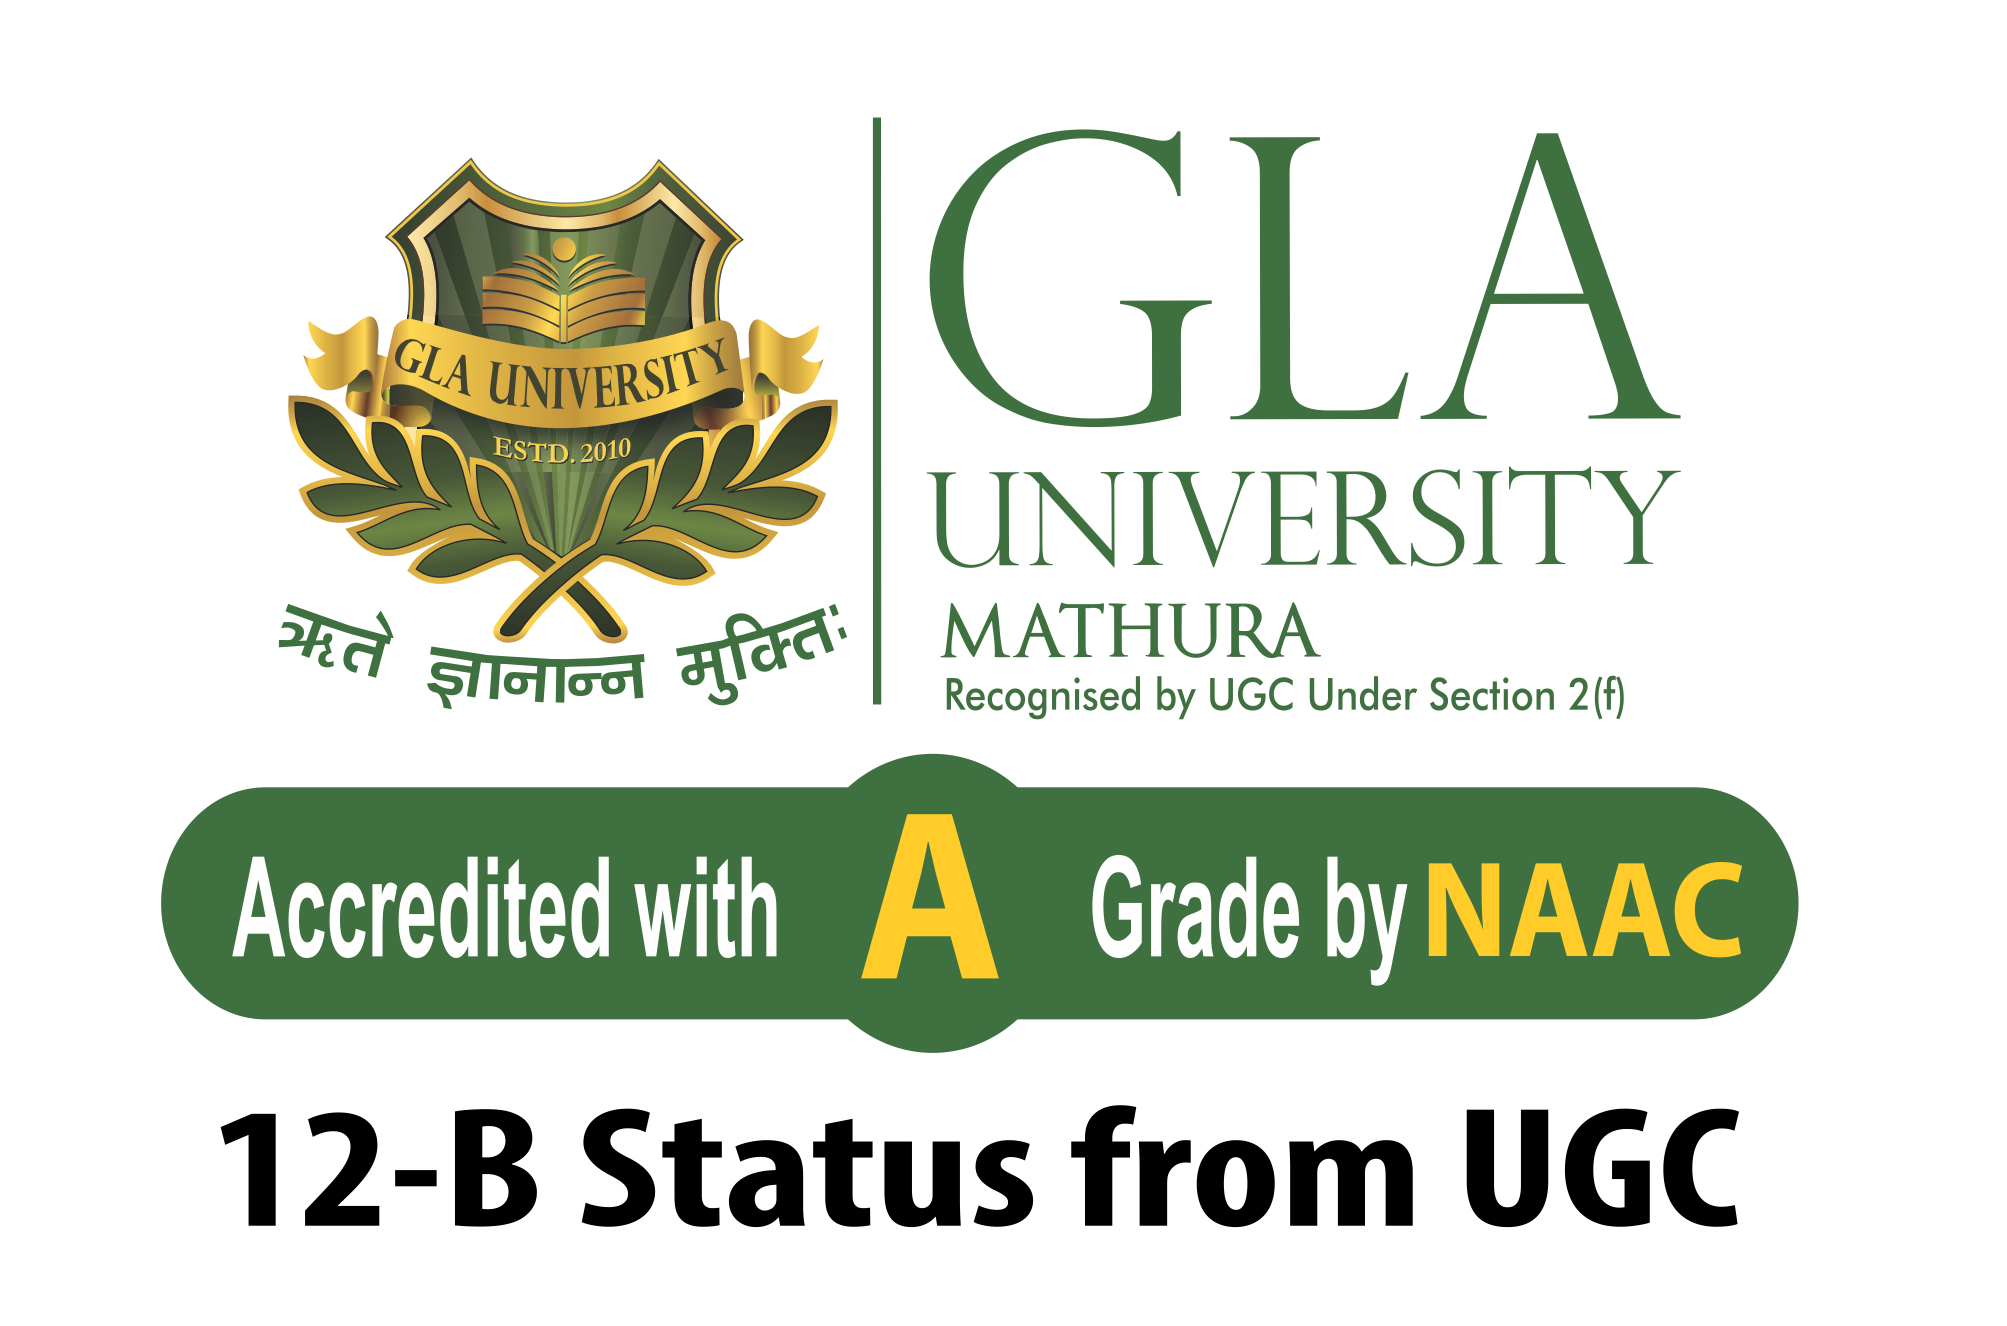 GLA UNIVERSITY
ESTD. 2010
ऋते ज्ञानान्न मुक्तिः
GLA
UNIVERSITY
MATHURA
Recognised by UGC Under Section 2(f)
Accredited with A Grade by NAAC
12-B Status from UGC